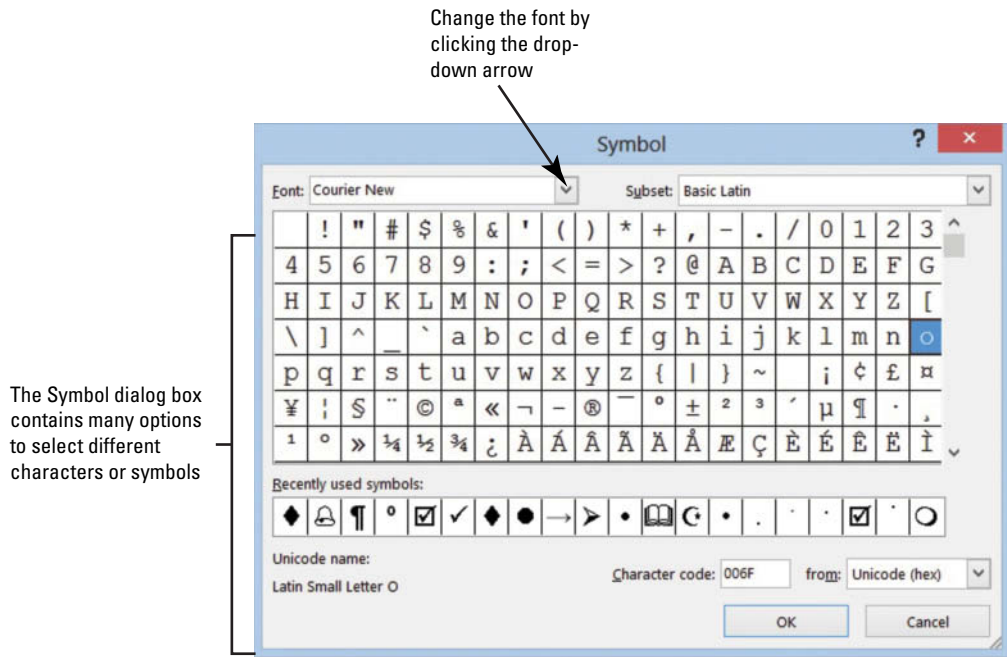 Change the font by
clicking the drop-
down arrow
Symbol ?
Font: Courier New Subset: Basic Latin
! " # $ % & ' ( ) * + , - . / 0 1 2 3
4 5 6 7 8 9 : ; < = > ? @ A B C D E F G
H I J K L M N O P Q R S T U V W X Y Z [
\ ] ^ _ ` a b c d e f g h i j k l m n o
p q r s t u v w x y z { | } ~ ¡ ¢ £ ¤
¥ ¦ § ¨ © ª « ¬ - ® ¯ ° ± ² ³ ´ µ ¶ · ¸
¹ º » ¼ ½ ¾ ¿ À Á Â Ã Ä Å Æ Ç È É Ê Ë Ì
The Symbol dialog box
contains many options
to select different
characters or symbols
Recently used symbols:
♦ 🔔 ¶ º ☑ ✓ ♦ ● → ➢ • 🕮 ☪ • . · · ☑ · ❍
Unicode name:
Latin Small Letter O
Character code: 006F from: Unicode (hex)
OK Cancel